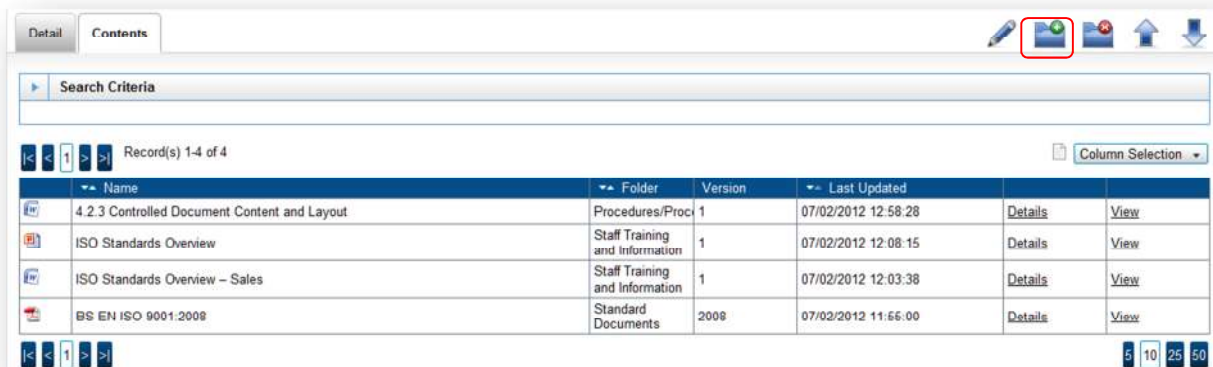 Detail Contents
Search Criteria
|< < 1 > >| Record(s) 1-4 of 4 Column Selection
Name Folder Version Last Updated
4.2.3 Controlled Document Content and Layout Procedures/Proc 1 07/02/2012 12:58:28 Details View
ISO Standards Overview Staff Training and Information 1 07/02/2012 12:08:15 Details View
ISO Standards Overview – Sales Staff Training and Information 1 07/02/2012 12:03:38 Details View
BS EN ISO 9001:2008 Standard Documents 2008 07/02/2012 11:55:00 Details View
|< < 1 > >| 5 10 25 50